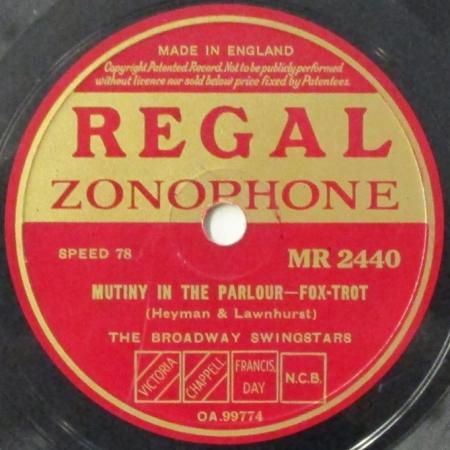 MADE IN ENGLAND
Copyright Patented Record. Not to be publicly performed
without licence nor sold below price fixed by Patentees.
REGAL
ZONOPHONE
SPEED 78
MR 2440
MUTINY IN THE PARLOUR—FOX-TROT
(Heyman & Lawnhurst)
THE BROADWAY SWINGSTARS
VICTORIA
CHAPPELL
FRANCIS, DAY
N.C.B.
OA.99774